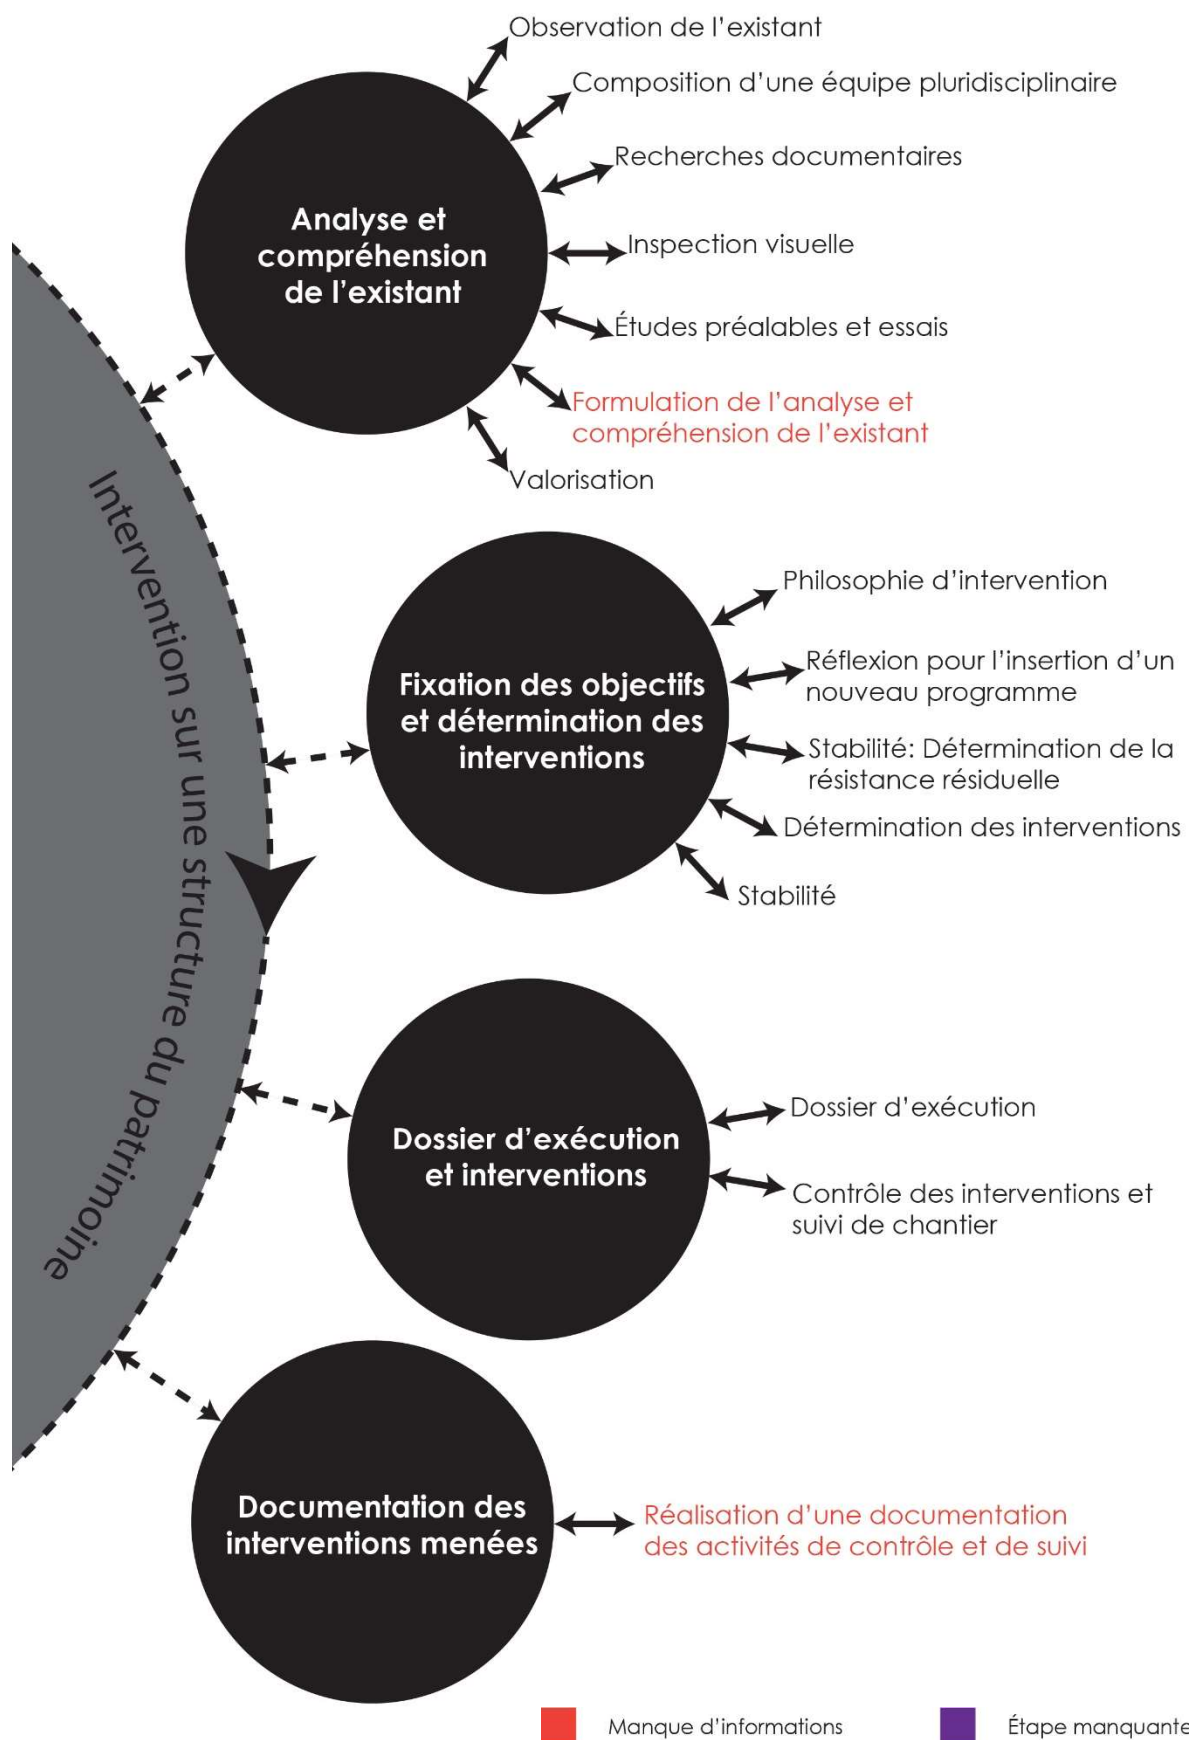 Observation de l'existant
Composition d'une équipe pluridisciplinaire
Recherches documentaires
Analyse et
compréhension
de l'existant
Inspection visuelle
Études préalables et essais
Formulation de l'analyse et
compréhension de l'existant
Valorisation
Intervention sur une structure du patrimoine
Philosophie d'intervention
Réflexion pour l'insertion d'un
nouveau programme
Fixation des objectifs
et détermination des
interventions
Stabilité: Détermination de la
résistance résiduelle
Détermination des interventions
Stabilité
Dossier d'exécution
et interventions
Dossier d'exécution
Contrôle des interventions et
suivi de chantier
Documentation des
interventions menées
Réalisation d'une documentation
des activités de contrôle et de suivi
Manque d'informations
Étape manquante